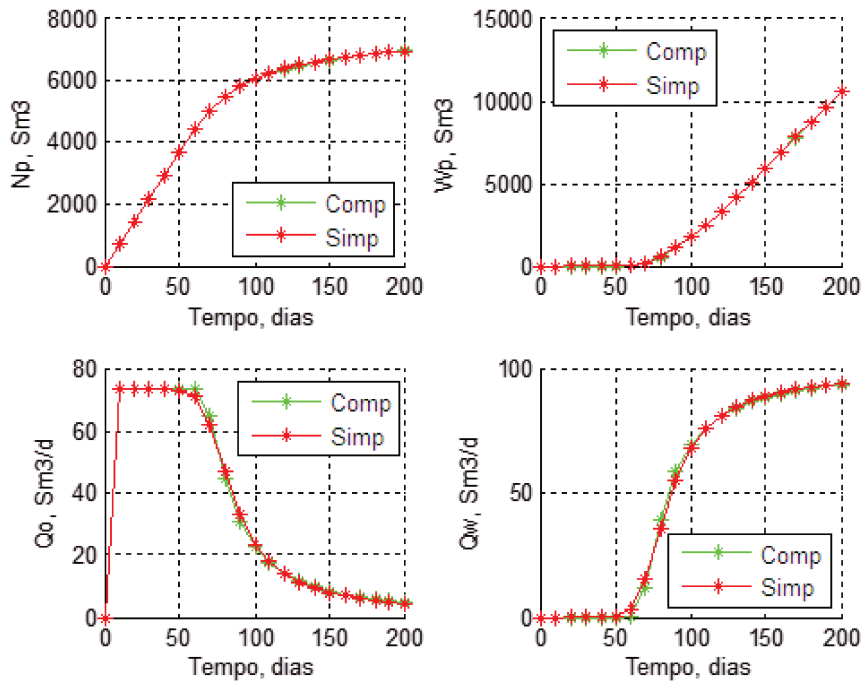 8000
6000
4000
2000
0
Np, Sm3
Comp
Simp
0 50 100 150 200
Tempo, dias
15000
10000
5000
0
Wp, Sm3
Comp
Simp
0 50 100 150 200
Tempo, dias
80
60
40
20
0
Qo, Sm3/d
Comp
Simp
0 50 100 150 200
Tempo, dias
100
50
0
Qw, Sm3/d
Comp
Simp
0 50 100 150 200
Tempo, dias